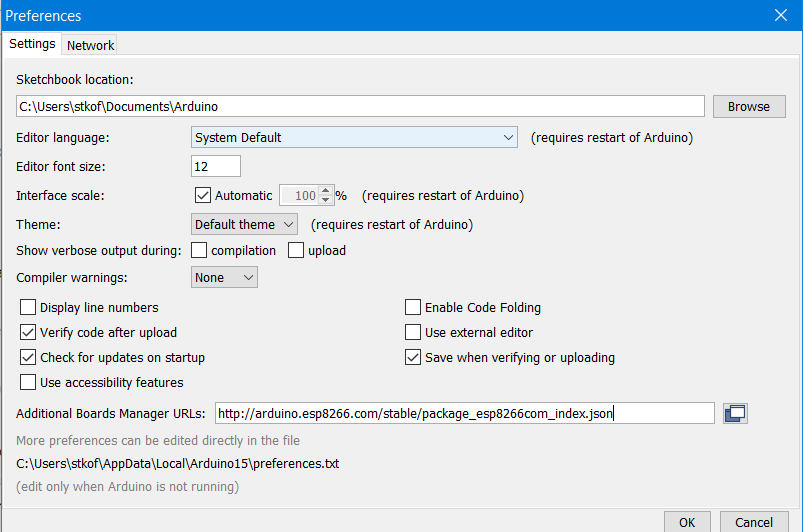 Preferences
Settings Network
Sketchbook location:
C:\Users\stkof\Documents\Arduino Browse
Editor language: System Default (requires restart of Arduino)
Editor font size: 12
Interface scale: Automatic 100 % (requires restart of Arduino)
Theme: Default theme (requires restart of Arduino)
Show verbose output during: compilation upload
Compiler warnings: None
Display line numbers Enable Code Folding
Verify code after upload Use external editor
Check for updates on startup Save when verifying or uploading
Use accessibility features
Additional Boards Manager URLs: http://arduino.esp8266.com/stable/package_esp8266com_index.json
More preferences can be edited directly in the file
C:\Users\stkof\AppData\Local\Arduino15\preferences.txt
(edit only when Arduino is not running)
OK Cancel